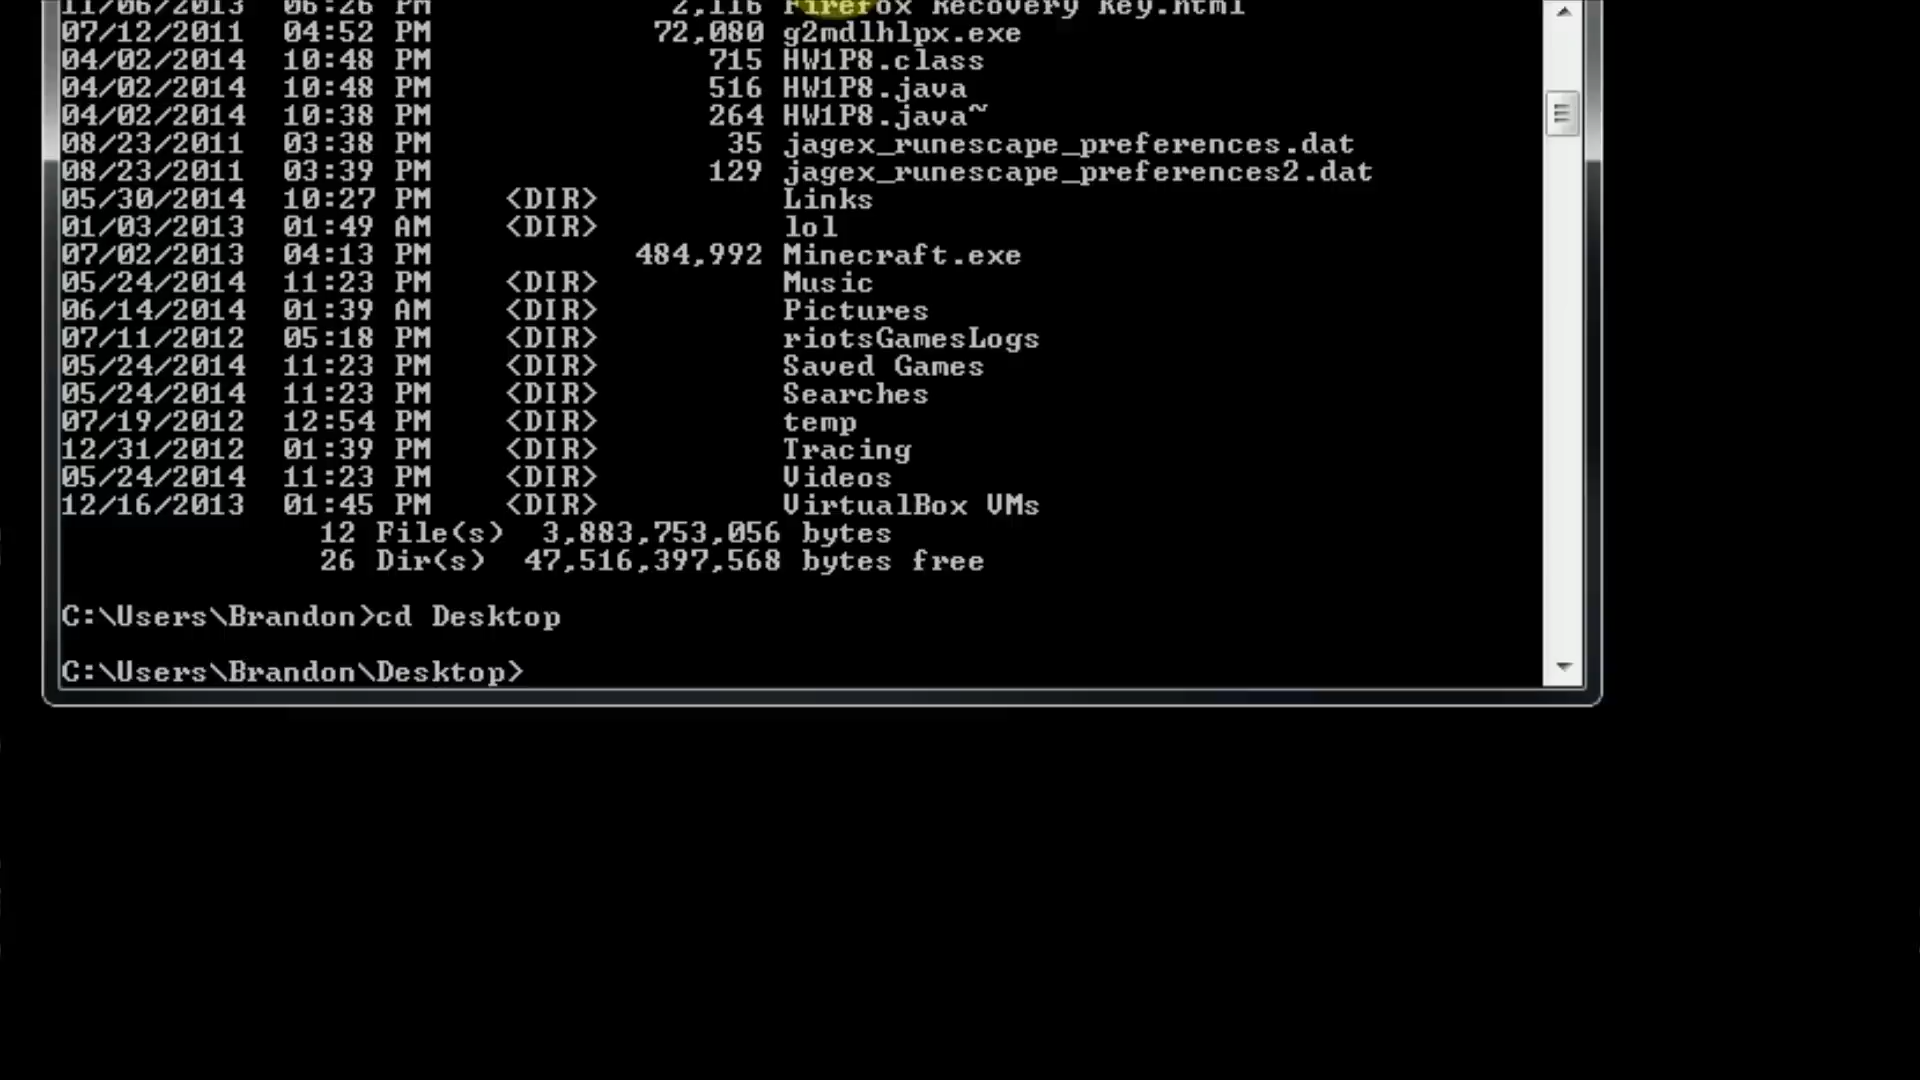 11/06/2013  06:26 PM             2,116 Firefox Recovery Key.html
07/12/2011  04:52 PM            72,080 g2mdlhlpx.exe
04/02/2014  10:48 PM               715 HW1P8.class
04/02/2014  10:48 PM               516 HW1P8.java
04/02/2014  10:38 PM               264 HW1P8.java~
08/23/2011  03:38 PM                35 jagex_runescape_preferences.dat
08/23/2011  03:39 PM               129 jagex_runescape_preferences2.dat
05/30/2014  10:27 PM    <DIR>          Links
01/03/2013  01:49 AM    <DIR>          lol
07/02/2013  04:13 PM           484,992 Minecraft.exe
05/24/2014  11:23 PM    <DIR>          Music
06/14/2014  01:39 AM    <DIR>          Pictures
07/11/2012  05:18 PM    <DIR>          riotsGamesLogs
05/24/2014  11:23 PM    <DIR>          Saved Games
05/24/2014  11:23 PM    <DIR>          Searches
07/19/2012  12:54 PM    <DIR>          temp
12/31/2012  01:39 PM    <DIR>          Tracing
05/24/2014  11:23 PM    <DIR>          Videos
12/16/2013  01:45 PM    <DIR>          VirtualBox VMs
              12 File(s)  3,883,753,056 bytes
              26 Dir(s)  47,516,397,568 bytes free
C:\Users\Brandon>cd Desktop
C:\Users\Brandon\Desktop>